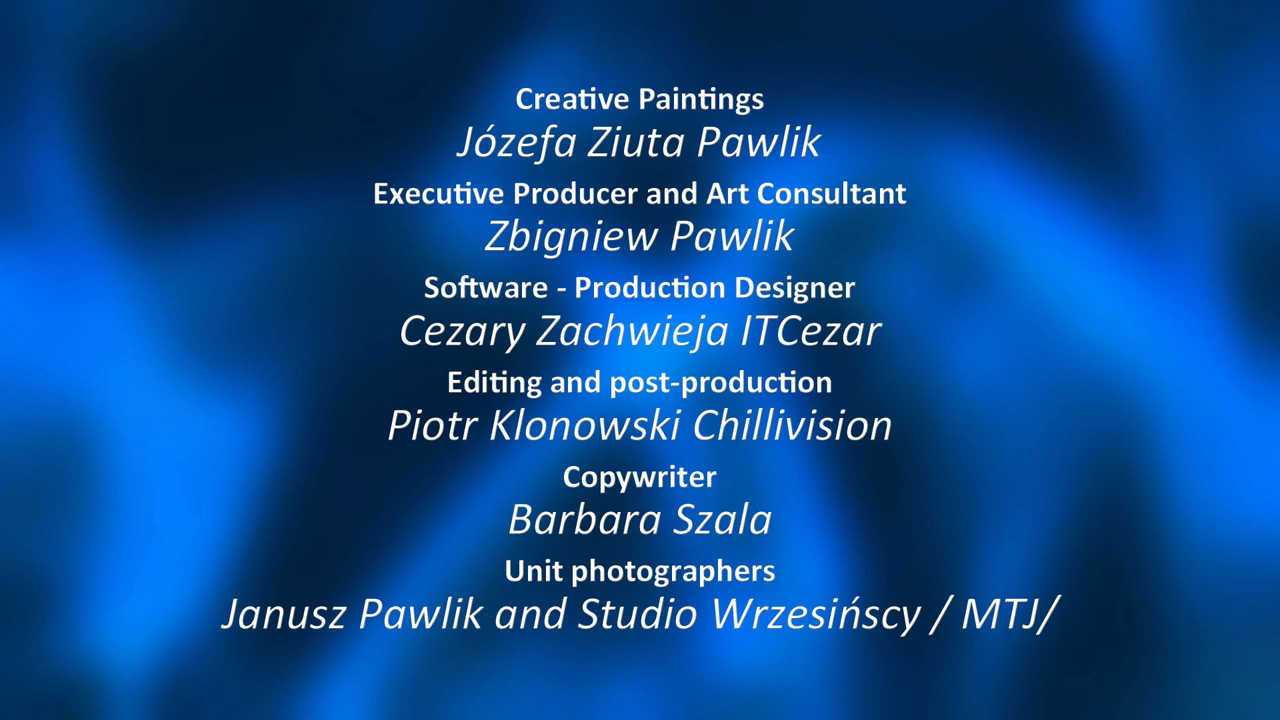 Creative Paintings
Józefa Ziuta Pawlik
Executive Producer and Art Consultant
Zbigniew Pawlik
Software - Production Designer
Cezary Zachwieja ITCezar
Editing and post-production
Piotr Klonowski Chillivision
Copywriter
Barbara Szala
Unit photographers
Janusz Pawlik and Studio Wrzesińscy / MTJ/